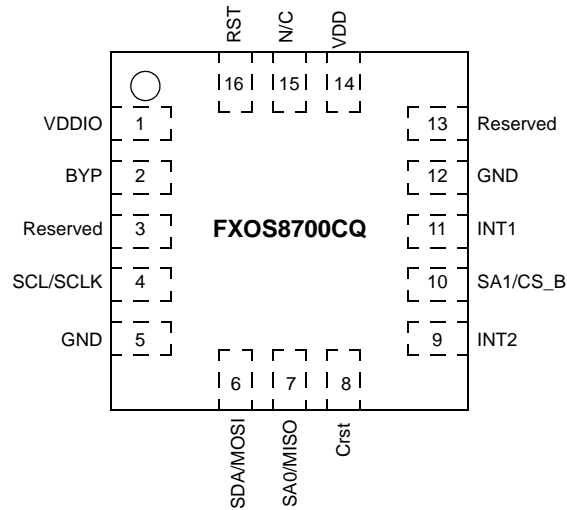 RST
N/C
VDD
16
15
14
VDDIO
1
13
Reserved
BYP
2
12
GND
Reserved
3
FXOS8700CQ
11
INT1
SCL/SCLK
4
10
SA1/CS_B
GND
5
9
INT2
6
7
8
SDA/MOSI
SA0/MISO
Crst